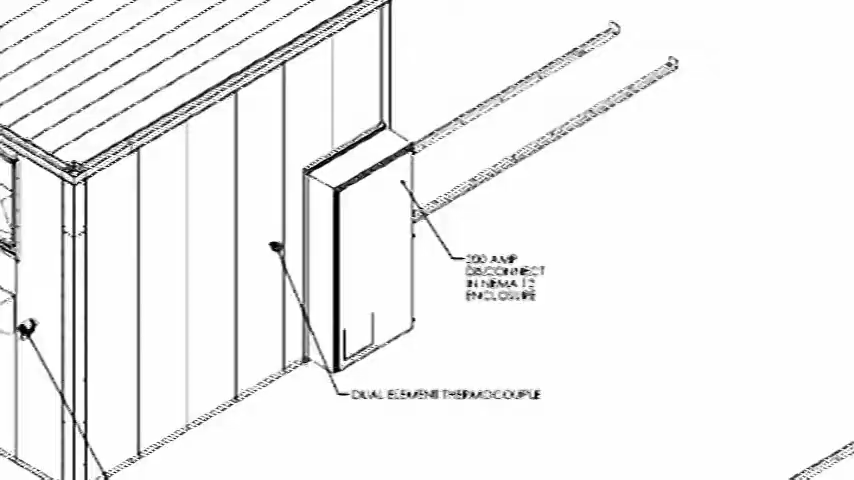 200 AMP
DISCONNECT
IN NEMA 12
ENCLOSURE
DUAL ELEMENT THERMOCOUPLE